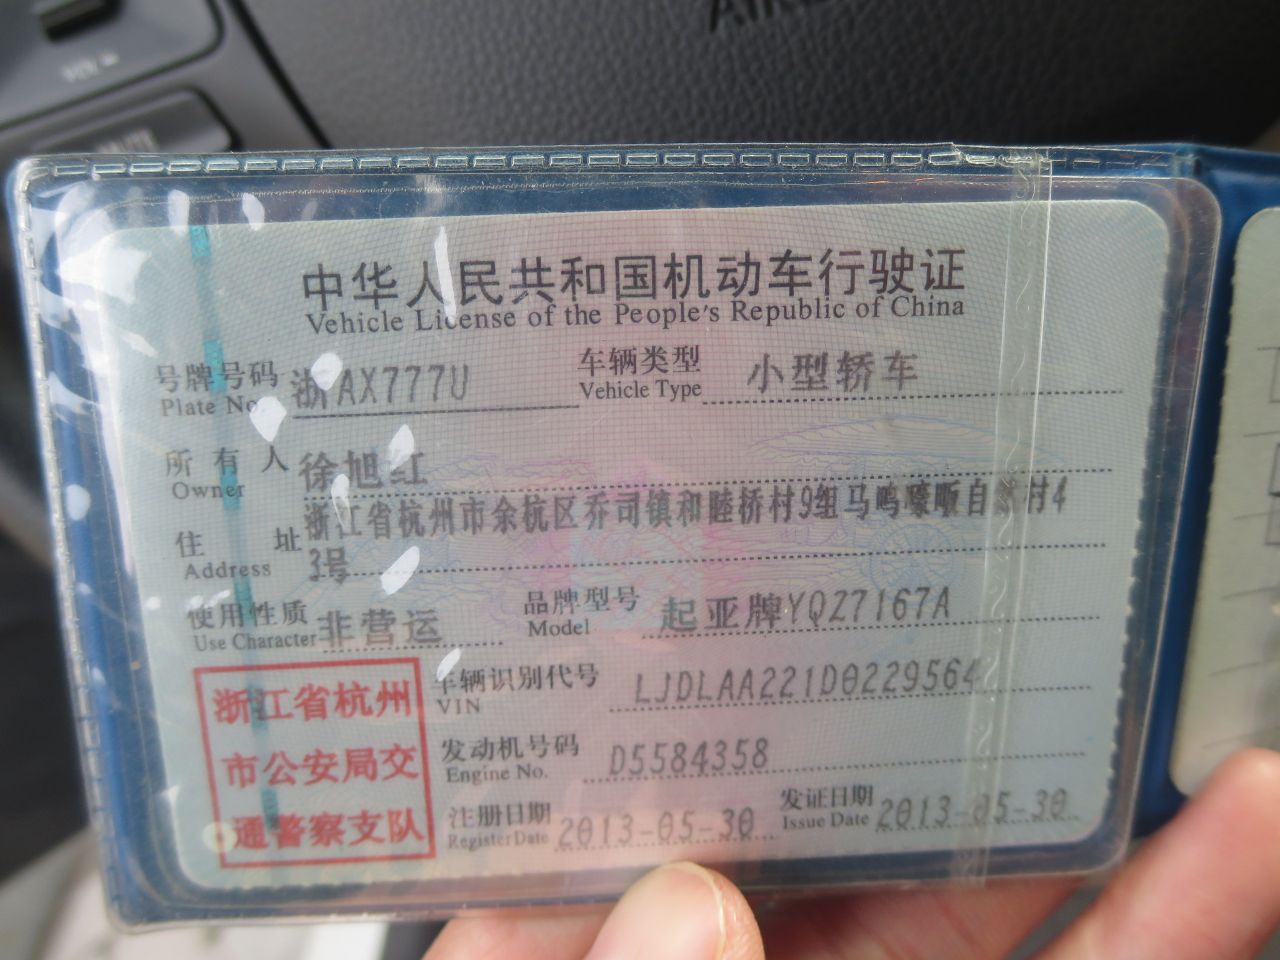 中华人民共和国机动车行驶证
Vehicle License of the People's Republic of China
号牌号码 浙AX777U 车辆类型 小型轿车
Plate No. Vehicle Type
所有人 徐旭红
Owner
住址 浙江省杭州市余杭区乔司镇和睦桥村9组马鸣壕畈自然村4
Address 3号
使用性质 非营运 品牌型号 起亚牌YQZ7167A
Use Character Model
车辆识别代号 LJDLAA221D0229564
VIN
发动机号码 D5584358
Engine No.
注册日期 2013-05-30 发证日期 2013-05-30
Register Date Issue Date
浙江省杭州
市公安局交
通警察支队